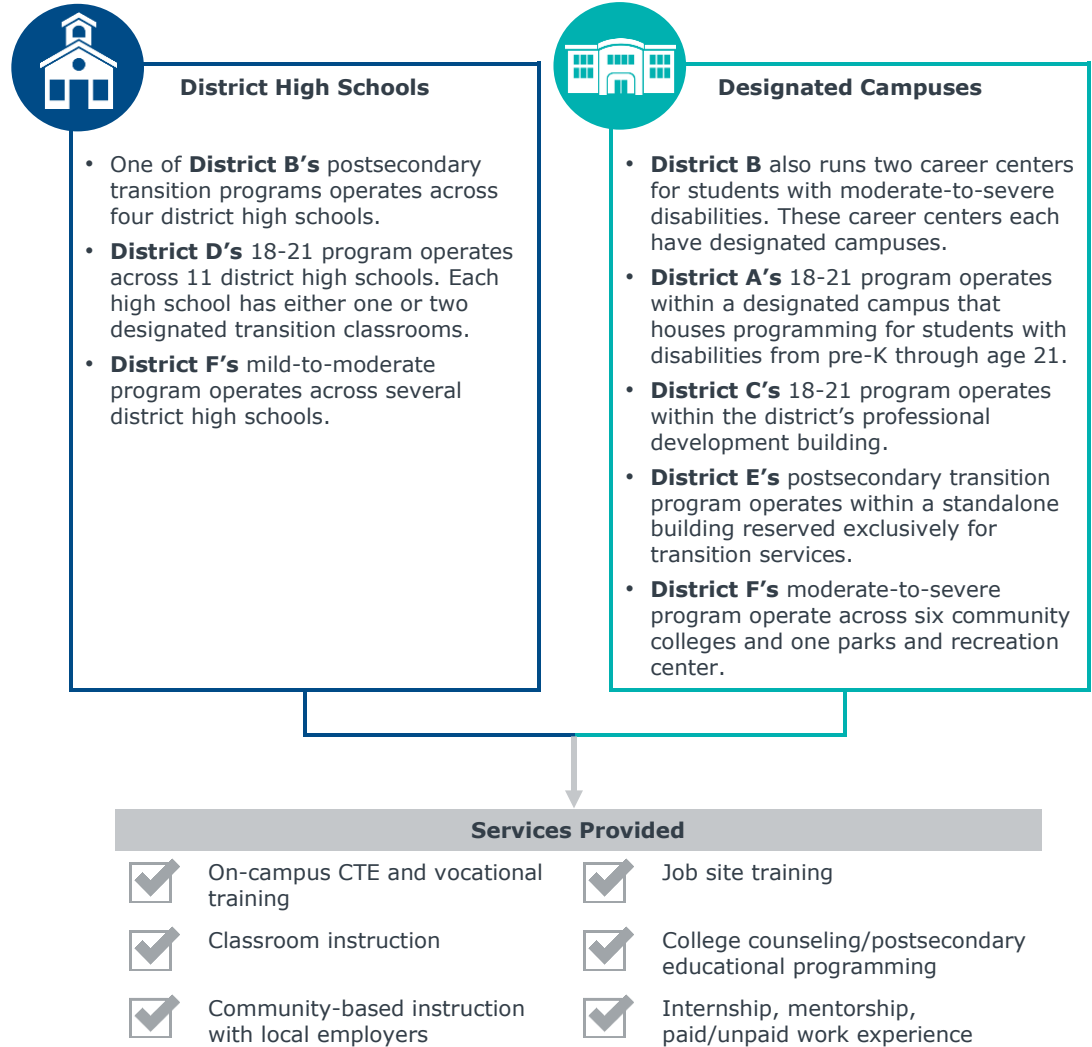 District High Schools
• One of District B’s postsecondary
transition programs operates across
four district high schools.
• District D’s 18-21 program operates
across 11 district high schools. Each
high school has either one or two
designated transition classrooms.
• District F’s mild-to-moderate
program operates across several
district high schools.
Designated Campuses
• District B also runs two career centers
for students with moderate-to-severe
disabilities. These career centers each
have designated campuses.
• District A’s 18-21 program operates
within a designated campus that
houses programming for students with
disabilities from pre-K through age 21.
• District C’s 18-21 program operates
within the district’s professional
development building.
• District E’s postsecondary transition
program operates within a standalone
building reserved exclusively for
transition services.
• District F’s moderate-to-severe
program operate across six community
colleges and one parks and recreation
center.
Services Provided
On-campus CTE and vocational
training
Job site training
Classroom instruction
College counseling/postsecondary
educational programming
Community-based instruction
with local employers
Internship, mentorship,
paid/unpaid work experience